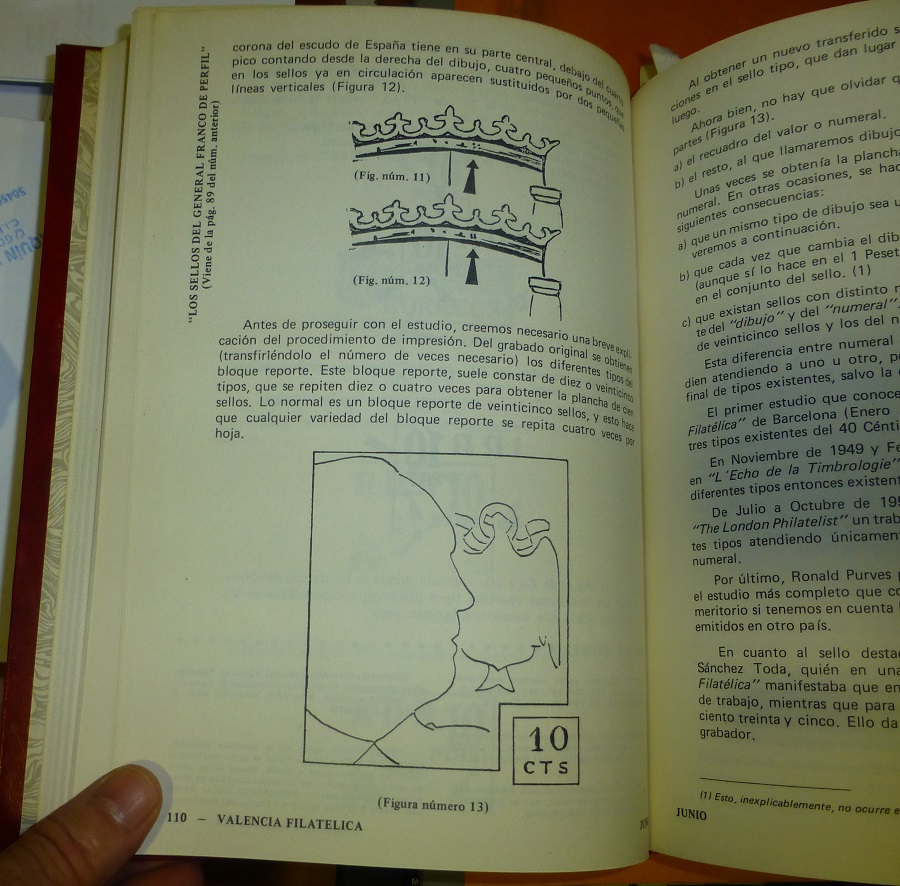 "LOS SELLOS DEL GENERAL FRANCO DE PERFIL"
(Viene de la pág. 89 del núm. anterior)
corona del escudo de España tiene en su parte central, debajo del cuarto
pico contando desde la derecha del dibujo, cuatro pequeños puntos, que
en los sellos ya en circulación aparecen sustituidos por dos pequeñas
líneas verticales (Figura 12).
(Fig. núm. 11)
(Fig. núm. 12)
Antes de proseguir con el estudio, creemos necesario una breve expli-
cación del procedimiento de impresión. Del grabado original se obtienen
(transfiriéndolo el número de veces necesario) los diferentes tipos del
bloque reporte. Este bloque reporte, suele constar de diez o veinticinco
tipos, que se repiten diez o cuatro veces para obtener la plancha de cien
sellos. Lo normal es un bloque reporte de veinticinco sellos, y esto hace
que cualquier variedad del bloque reporte se repita cuatro veces por
hoja.
10
CTS
(Figura número 13)
110 — VALENCIA FILATELICA
Al obtener un nuevo transferido
ciones en el sello tipo, que dan lugar
luego.
Ahora bien, no hay que olvidar
partes (Figura 13).
a) el recuadro del valor o numeral.
b) el resto, al que llamaremos dibujo
Unas veces se obtenía la plancha
numeral. En otras ocasiones, se
siguientes consecuencias:
a) que un mismo tipo de dibujo sea
veremos a continuación.
b) que cada vez que cambia el
(aunque sí lo hace en el 1
en el conjunto del sello. (1)
c) que existan sellos con distinto
te del "dibujo" y del "numeral".
de veinticinco sellos y los del
Esta diferencia entre numeral
dien atendiendo a uno u otro,
final de tipos existentes, salvo la
El primer estudio que
Filatélica" de Barcelona (Enero
tres tipos existentes del 40
En Noviembre de 1949 y
en "L'Echo de la Timbrologie"
diferentes tipos entonces
De Julio a Octubre de
"The London Philatelist" un
tes tipos atendiendo
numeral.
Por último, Ronald Purves
el estudio más completo que
meritorio si tenemos en cuenta
emitidos en otro país.
En cuanto al sello
Sánchez Toda, quién en una
Filatélica" manifestaba que en
de trabajo, mientras que para
ciento treinta y cinco. Ello
grabador.
(1) Esto, inexplicablemente, no ocurre
JUNIO